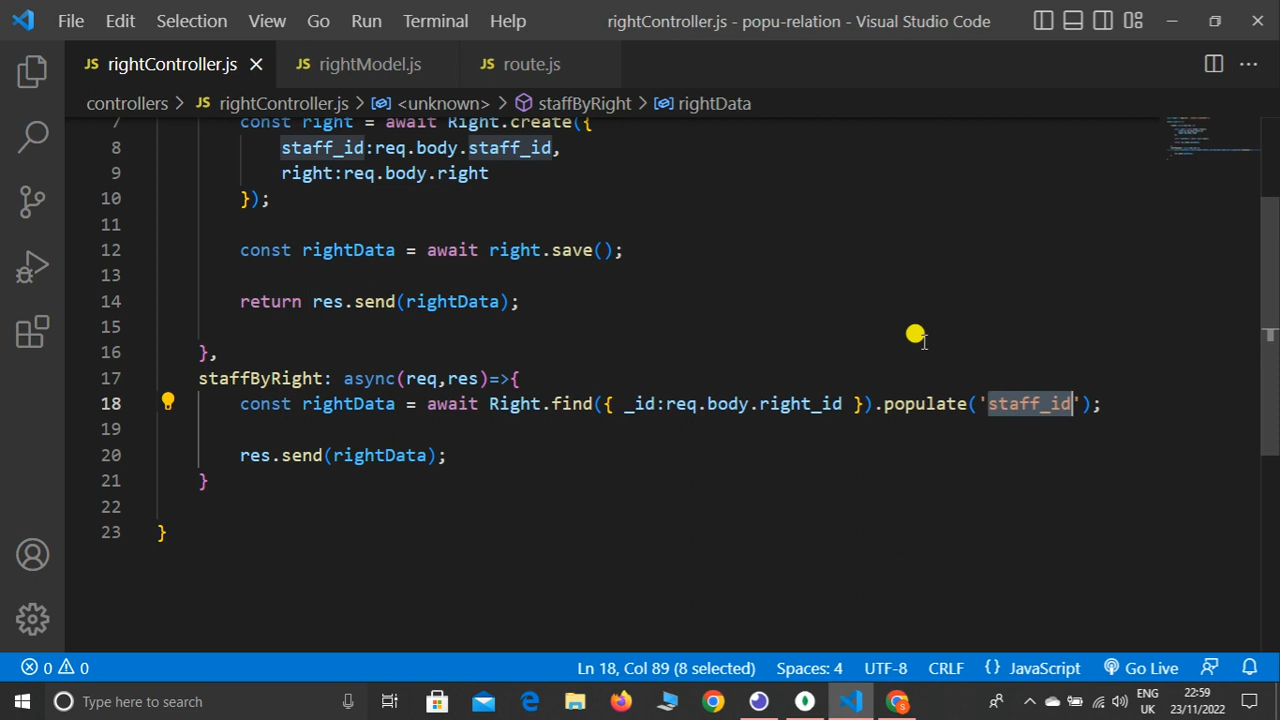 File Edit Selection View Go Run Terminal Help rightController.js - popu-relation - Visual Studio Code
JS rightController.js JS rightModel.js JS route.js
controllers > JS rightController.js > <unknown> > staffByRight > rightData
7 const right = await Right.create({
8 staff_id:req.body.staff_id,
9 right:req.body.right
10 });
11
12 const rightData = await right.save();
13
14 return res.send(rightData);
15
16 },
17 staffByRight: async(req,res)=>{
18 const rightData = await Right.find({ _id:req.body.right_id }).populate('staff_id');
19
20 res.send(rightData);
21 }
22
23 }
0 0 Ln 18, Col 89 (8 selected) Spaces: 4 UTF-8 CRLF {} JavaScript Go Live
Type here to search ENG UK 22:59 23/11/2022